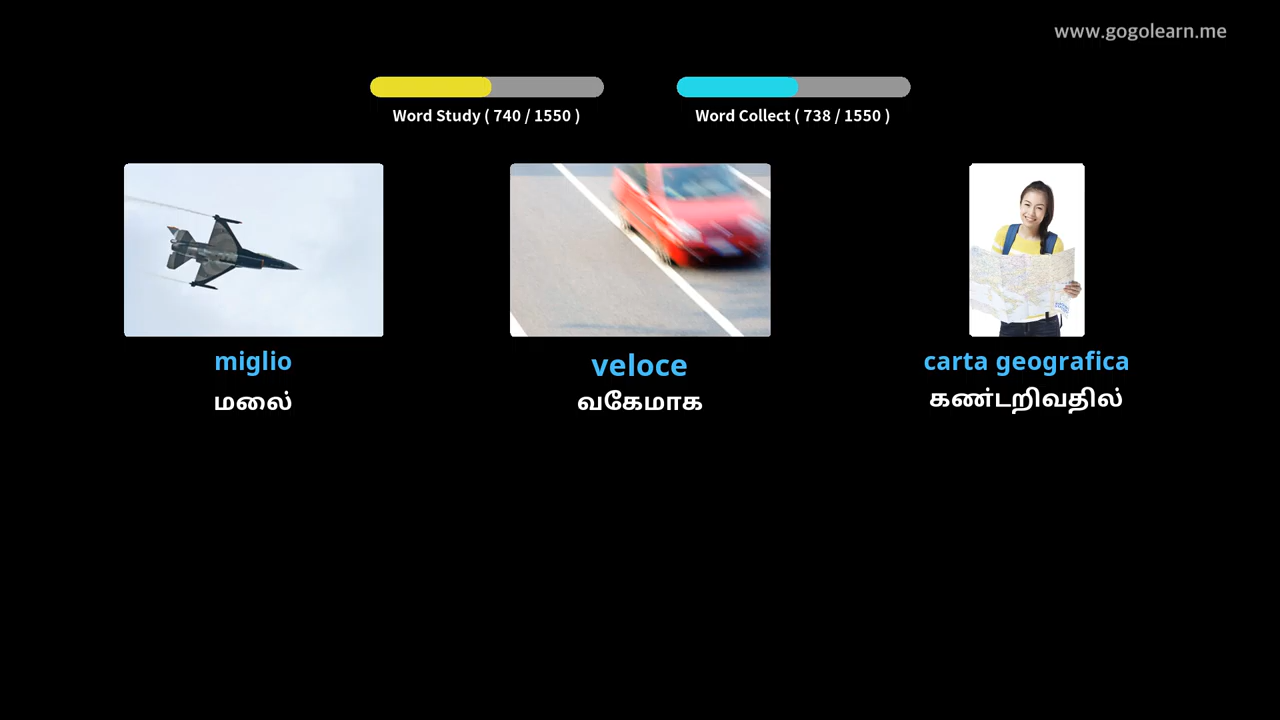 www.gogolearn.me
Word Study ( 740 / 1550 )
Word Collect ( 738 / 1550 )
miglio
veloce
carta geografica
மலை்
வகேமாக
கண்டறிவதில்